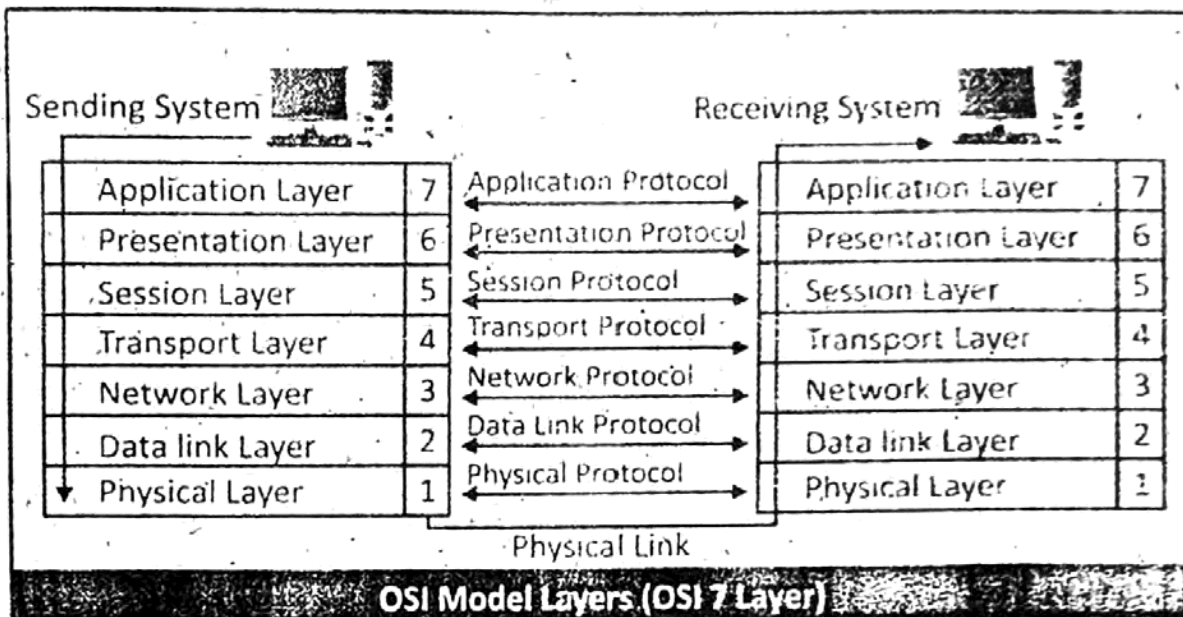 Sending System
Receiving System
Application Layer 7 Application Protocol Application Layer 7
Presentation Layer 6 Presentation Protocol Presentation Layer 6
Session Layer 5 Session Protocol Session Layer 5
Transport Layer 4 Transport Protocol Transport Layer 4
Network Layer 3 Network Protocol Network Layer 3
Data link Layer 2 Data Link Protocol Data link Layer 2
Physical Layer 1 Physical Protocol Physical Layer 1
Physical Link
OSI Model Layers (OSI 7 Layer)